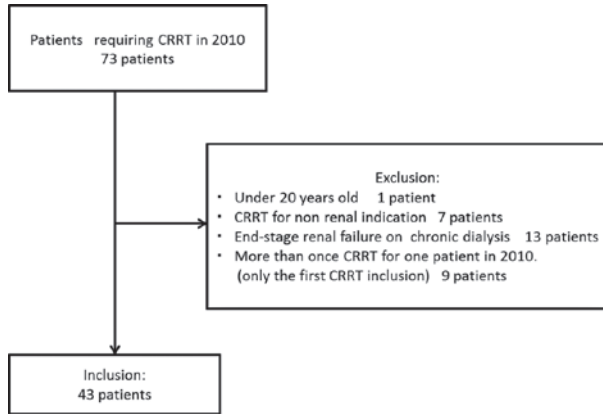 Patients requiring CRRT in 2010
73 patients
Exclusion:
・ Under 20 years old 1 patient
・ CRRT for non renal indication 7 patients
・ End-stage renal failure on chronic dialysis 13 patients
・ More than once CRRT for one patient in 2010.
(only the first CRRT inclusion) 9 patients
Inclusion:
43 patients